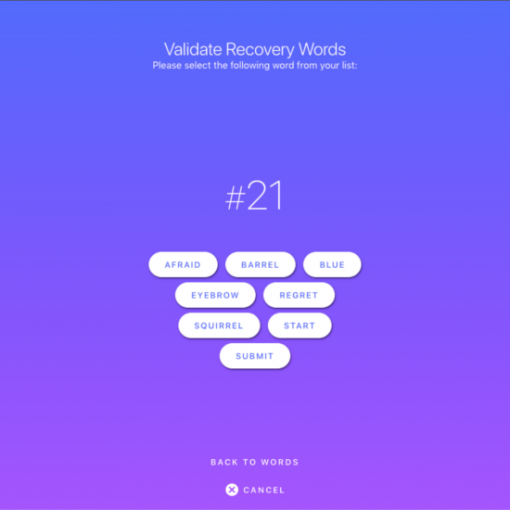 Validate Recovery Words
Please select the following word from your list:
#21
AFRAID BARREL BLUE
EYEBROW REGRET
SQUIRREL START
SUBMIT
BACK TO WORDS
CANCEL